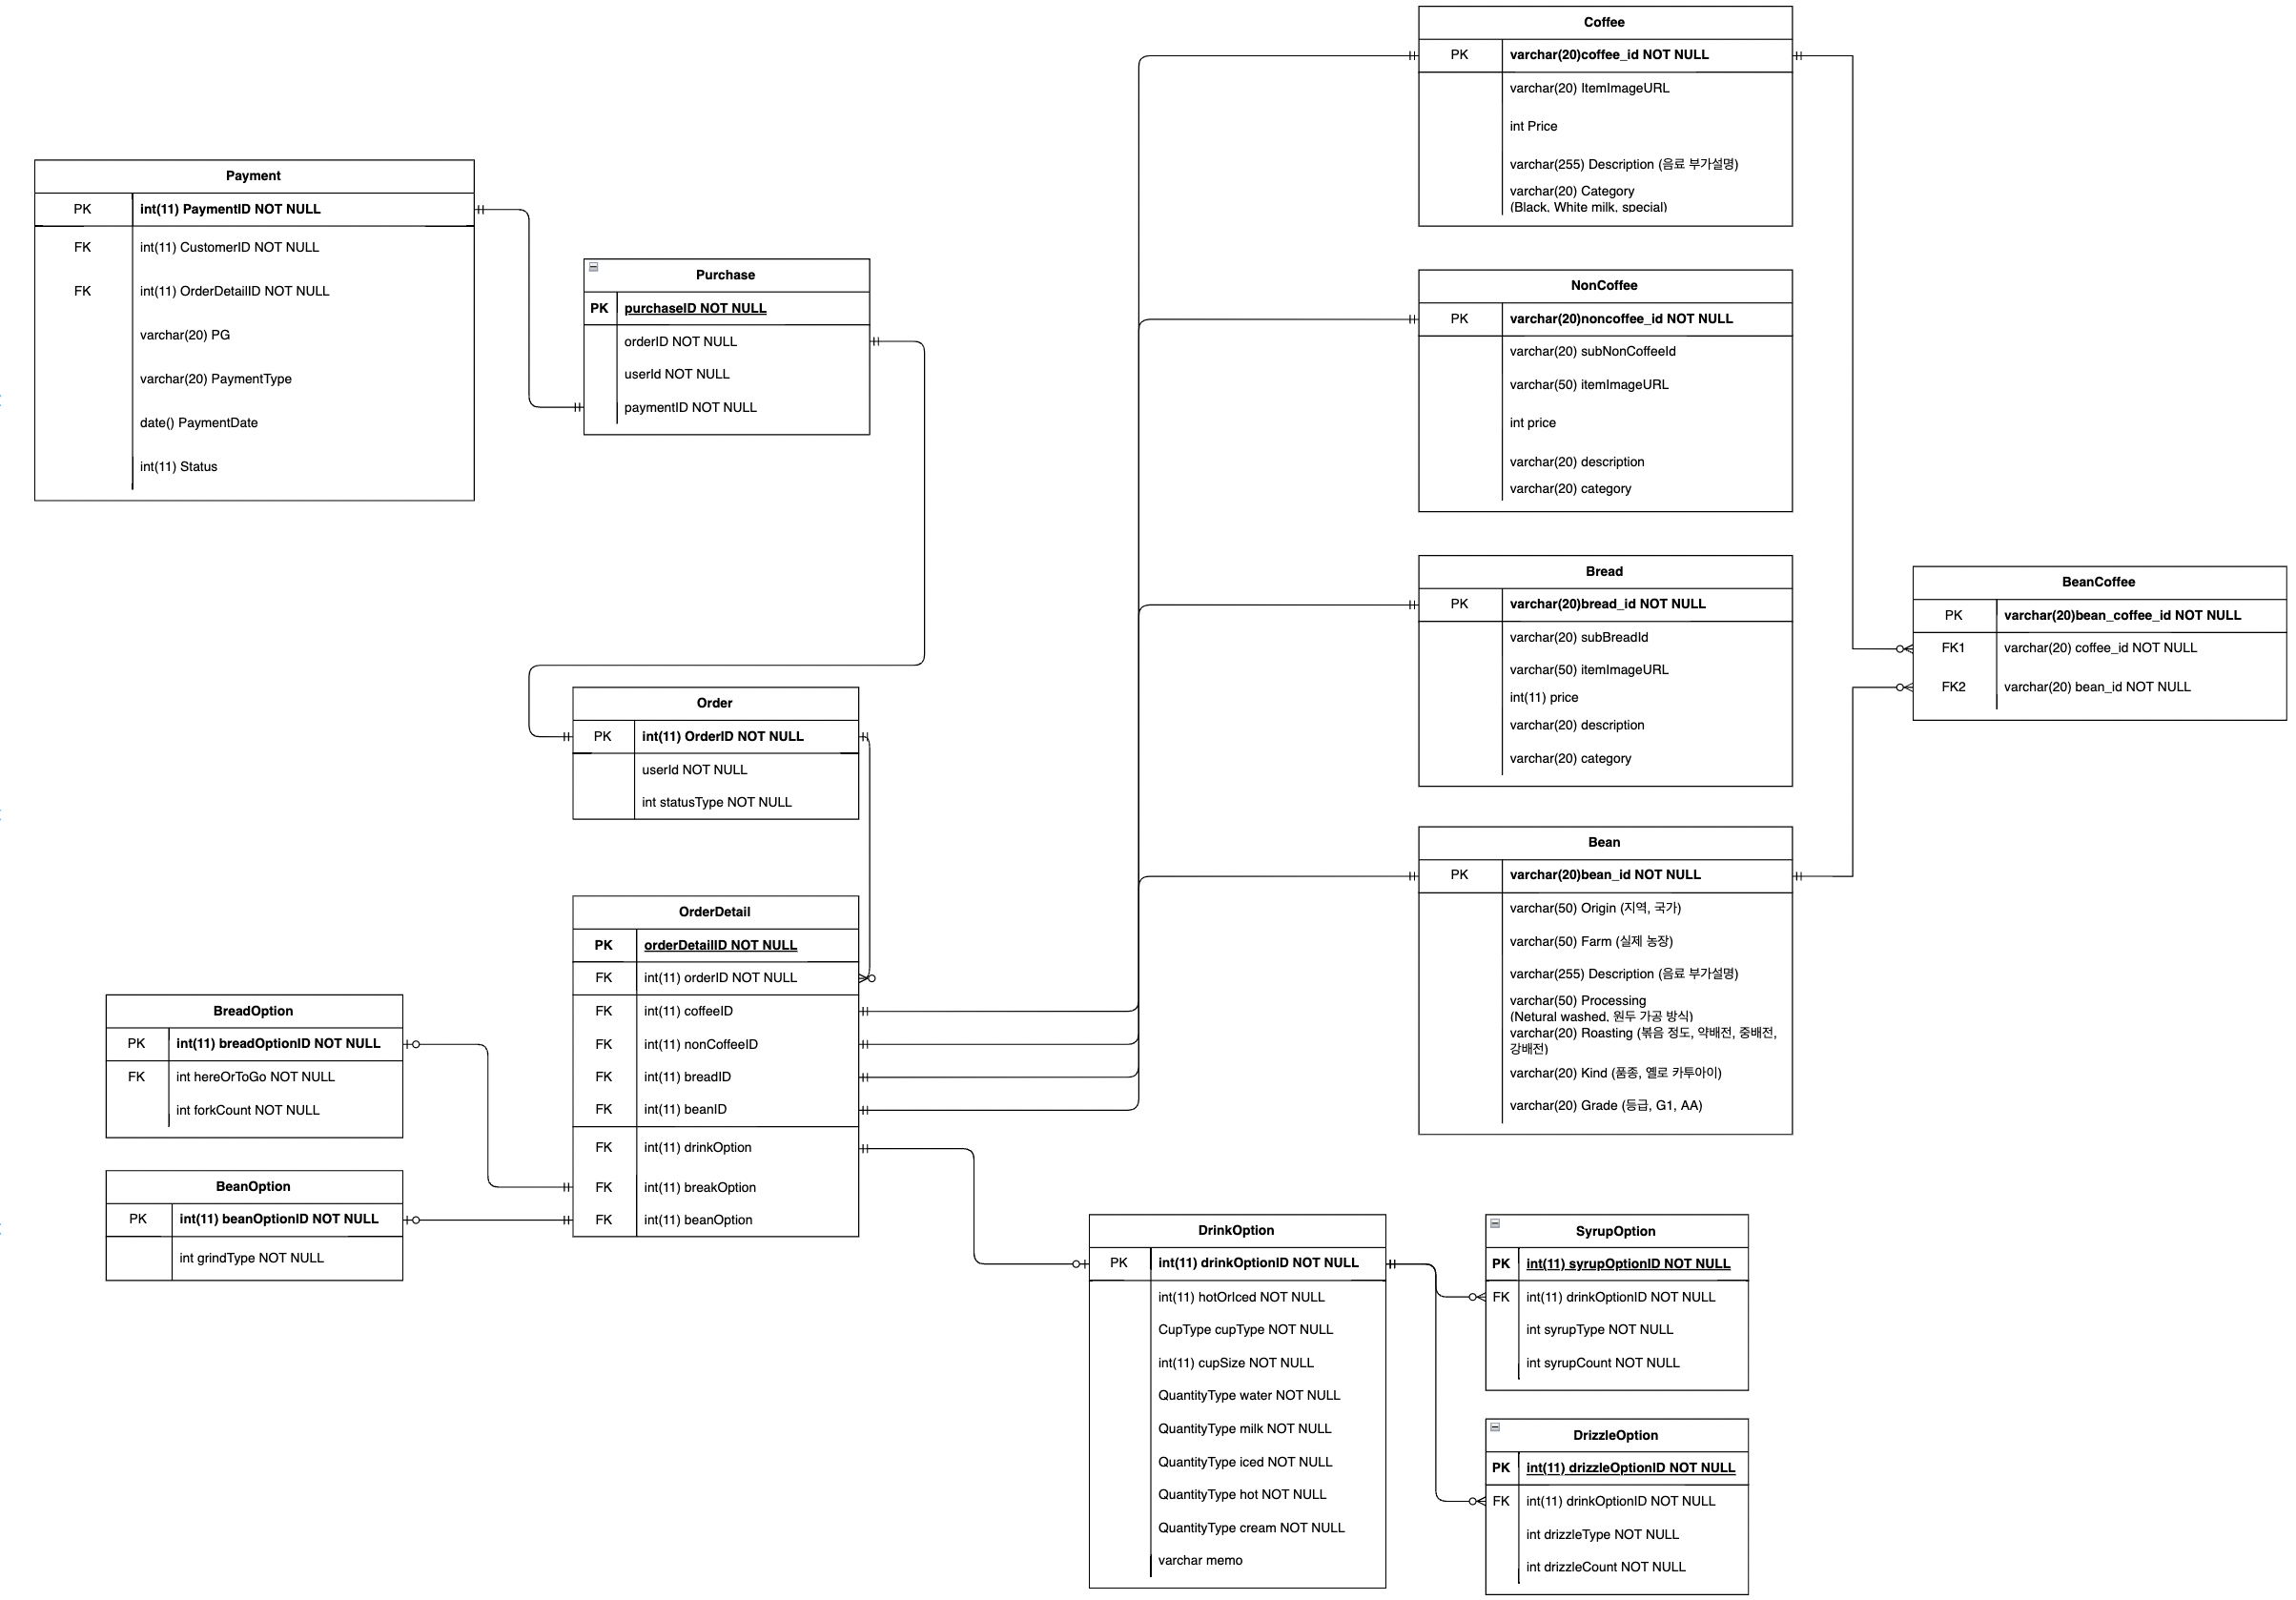 Coffee
PK varchar(20)coffee_id NOT NULL
varchar(20) ItemImageURL
int Price
varchar(255) Description (음료 부가설명)
varchar(20) Category
(Black, White milk, special)
Payment
PK int(11) PaymentID NOT NULL
FK int(11) CustomerID NOT NULL
FK int(11) OrderDetailID NOT NULL
varchar(20) PG
varchar(20) PaymentType
date() PaymentDate
int(11) Status
Purchase
PK purchaseID NOT NULL
orderID NOT NULL
userId NOT NULL
paymentID NOT NULL
NonCoffee
PK varchar(20)noncoffee_id NOT NULL
varchar(20) subNonCoffeeId
varchar(50) itemImageURL
int price
varchar(20) description
varchar(20) category
Bread
PK varchar(20)bread_id NOT NULL
varchar(20) subBreadId
varchar(50) itemImageURL
int(11) price
varchar(20) description
varchar(20) category
BeanCoffee
PK varchar(20)bean_coffee_id NOT NULL
FK1 varchar(20) coffee_id NOT NULL
FK2 varchar(20) bean_id NOT NULL
Order
PK int(11) OrderID NOT NULL
userId NOT NULL
int statusType NOT NULL
Bean
PK varchar(20)bean_id NOT NULL
varchar(50) Origin (지역, 국가)
varchar(50) Farm (실제 농장)
varchar(255) Description (음료 부가설명)
varchar(50) Processing
(Netural washed, 원두 가공 방식)
varchar(20) Roasting (볶음 정도, 약배전, 중배전,
강배전)
varchar(20) Kind (품종, 옐로 카투아이)
varchar(20) Grade (등급, G1, AA)
OrderDetail
PK orderDetailID NOT NULL
FK int(11) orderID NOT NULL
FK int(11) coffeeID
FK int(11) nonCoffeeID
FK int(11) breadID
FK int(11) beanID
FK int(11) drinkOption
FK int(11) breakOption
FK int(11) beanOption
BreadOption
PK int(11) breadOptionID NOT NULL
FK int hereOrToGo NOT NULL
int forkCount NOT NULL
BeanOption
PK int(11) beanOptionID NOT NULL
int grindType NOT NULL
DrinkOption
PK int(11) drinkOptionID NOT NULL
int(11) hotOrIced NOT NULL
CupType cupType NOT NULL
int(11) cupSize NOT NULL
QuantityType water NOT NULL
QuantityType milk NOT NULL
QuantityType iced NOT NULL
QuantityType hot NOT NULL
QuantityType cream NOT NULL
varchar memo
SyrupOption
PK int(11) syrupOptionID NOT NULL
FK int(11) drinkOptionID NOT NULL
int syrupType NOT NULL
int syrupCount NOT NULL
DrizzleOption
PK int(11) drizzleOptionID NOT NULL
FK int(11) drinkOptionID NOT NULL
int drizzleType NOT NULL
int drizzleCount NOT NULL